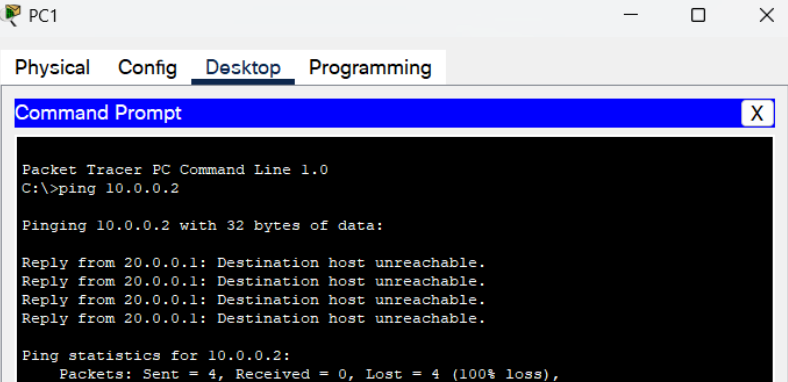 PC1
Physical Config Desktop Programming
Command Prompt X
Packet Tracer PC Command Line 1.0
C:\>ping 10.0.0.2
Pinging 10.0.0.2 with 32 bytes of data:
Reply from 20.0.0.1: Destination host unreachable.
Reply from 20.0.0.1: Destination host unreachable.
Reply from 20.0.0.1: Destination host unreachable.
Reply from 20.0.0.1: Destination host unreachable.
Ping statistics for 10.0.0.2:
Packets: Sent = 4, Received = 0, Lost = 4 (100% loss),